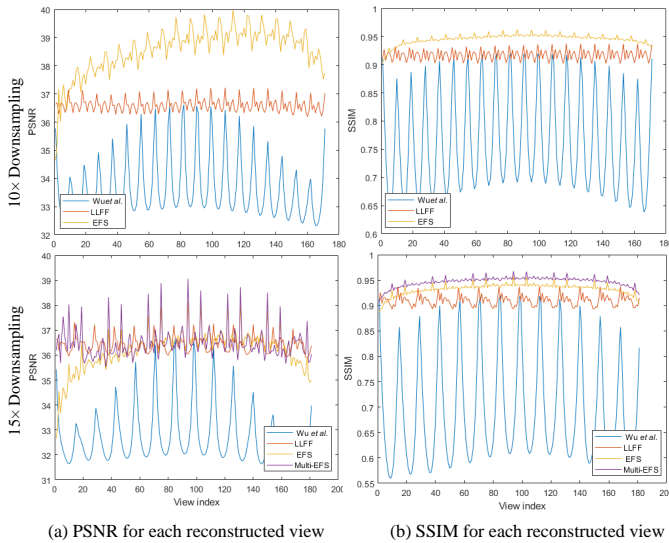 10× Downsampling
PSNR
40
39
38
37
36
35
34
33
32
0 20 40 60 80 100 120 140 160 180
Wu et al.
LLFF
EFS
SSIM
1
0.95
0.9
0.85
0.8
0.75
0.7
0.65
0.6
0 20 40 60 80 100 120 140 160 180
Wu et al.
LLFF
EFS
15× Downsampling
PSNR
40
39
38
37
36
35
34
33
32
31
0 20 40 60 80 100 120 140 160 180 200
View index
Wu et al.
LLFF
EFS
Multi-EFS
SSIM
1
0.95
0.9
0.85
0.8
0.75
0.7
0.65
0.6
0.55
0 20 40 60 80 100 120 140 160 180 20
View index
Wu et al.
LLFF
EFS
Multi-EFS
(a) PSNR for each reconstructed view
(b) SSIM for each reconstructed view